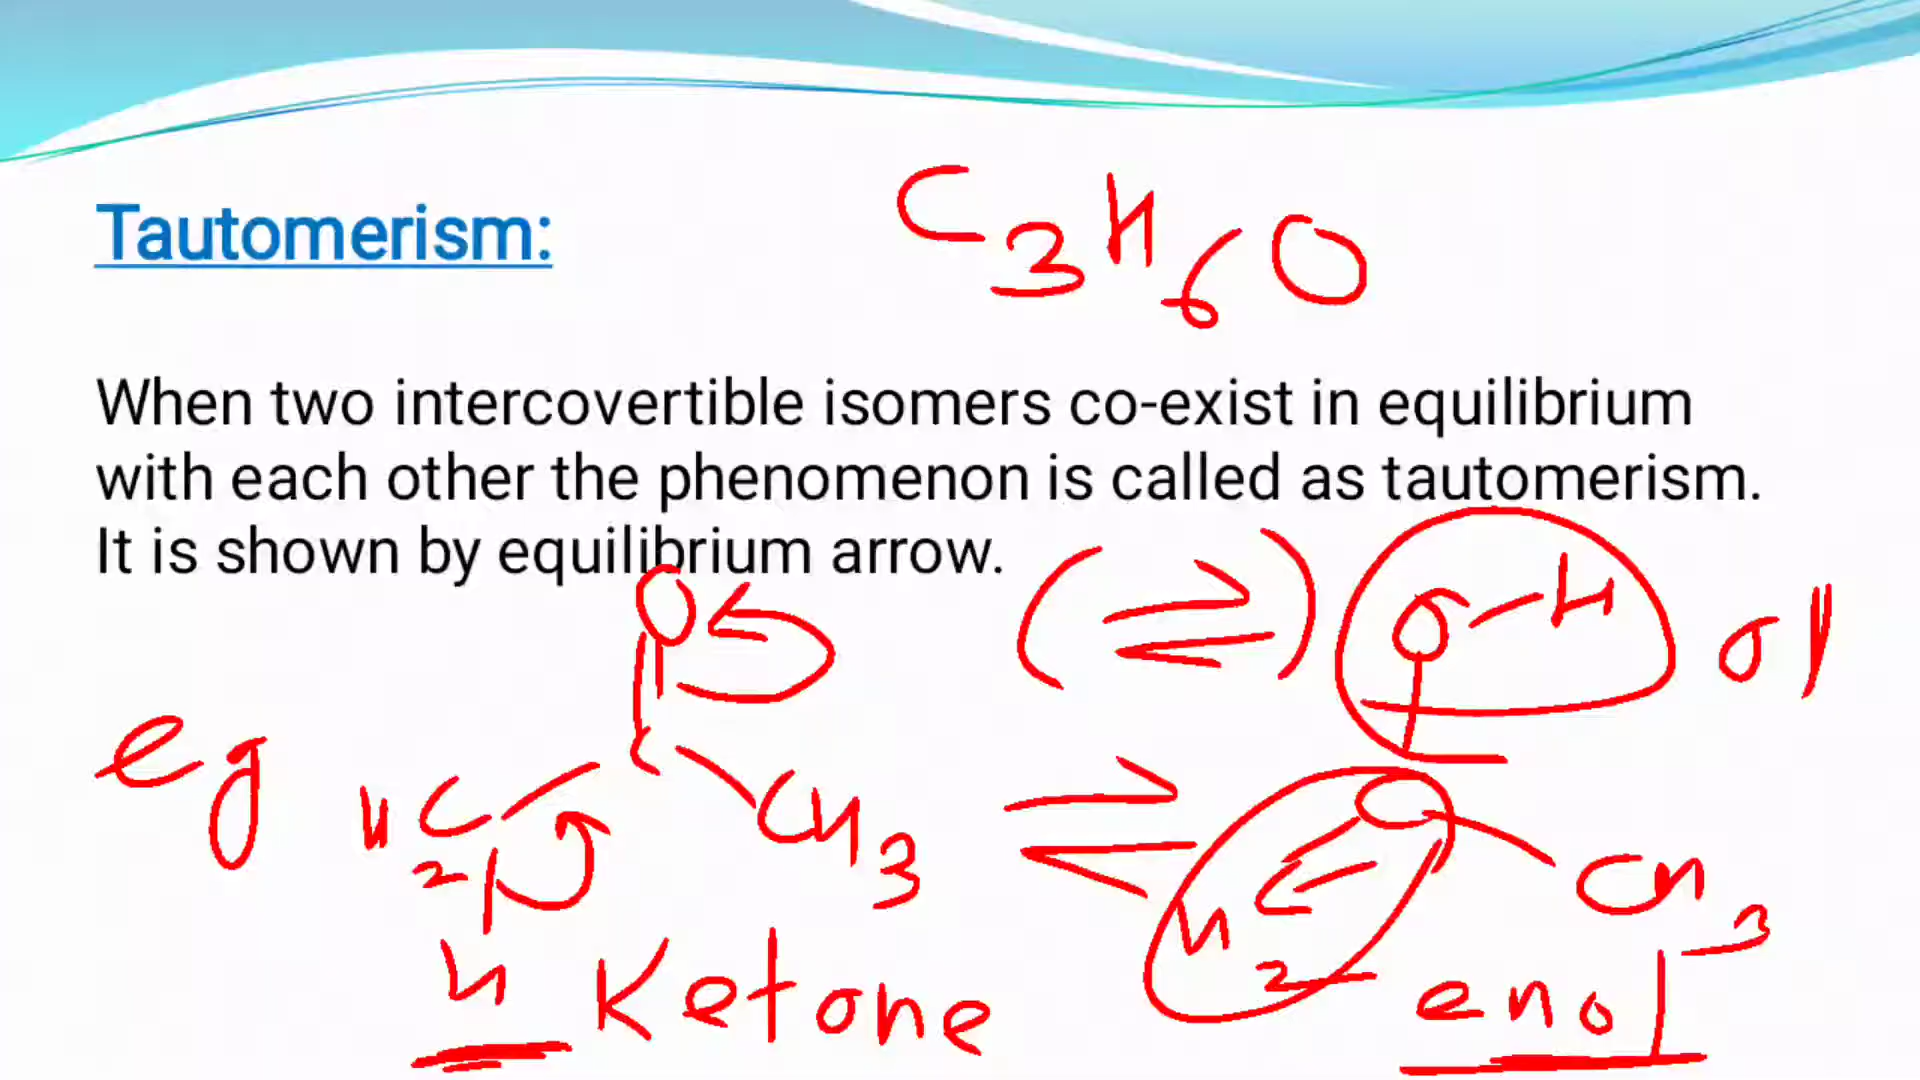 Tautomerism:
C3H6O
When two intercovertible isomers co-exist in equilibrium
with each other the phenomenon is called as tautomerism.
It is shown by equilibrium arrow.
(⇌)
O O-H ol
eg
C C
H2C CH3 ⇌ H2C CH3
H
Ketone enol